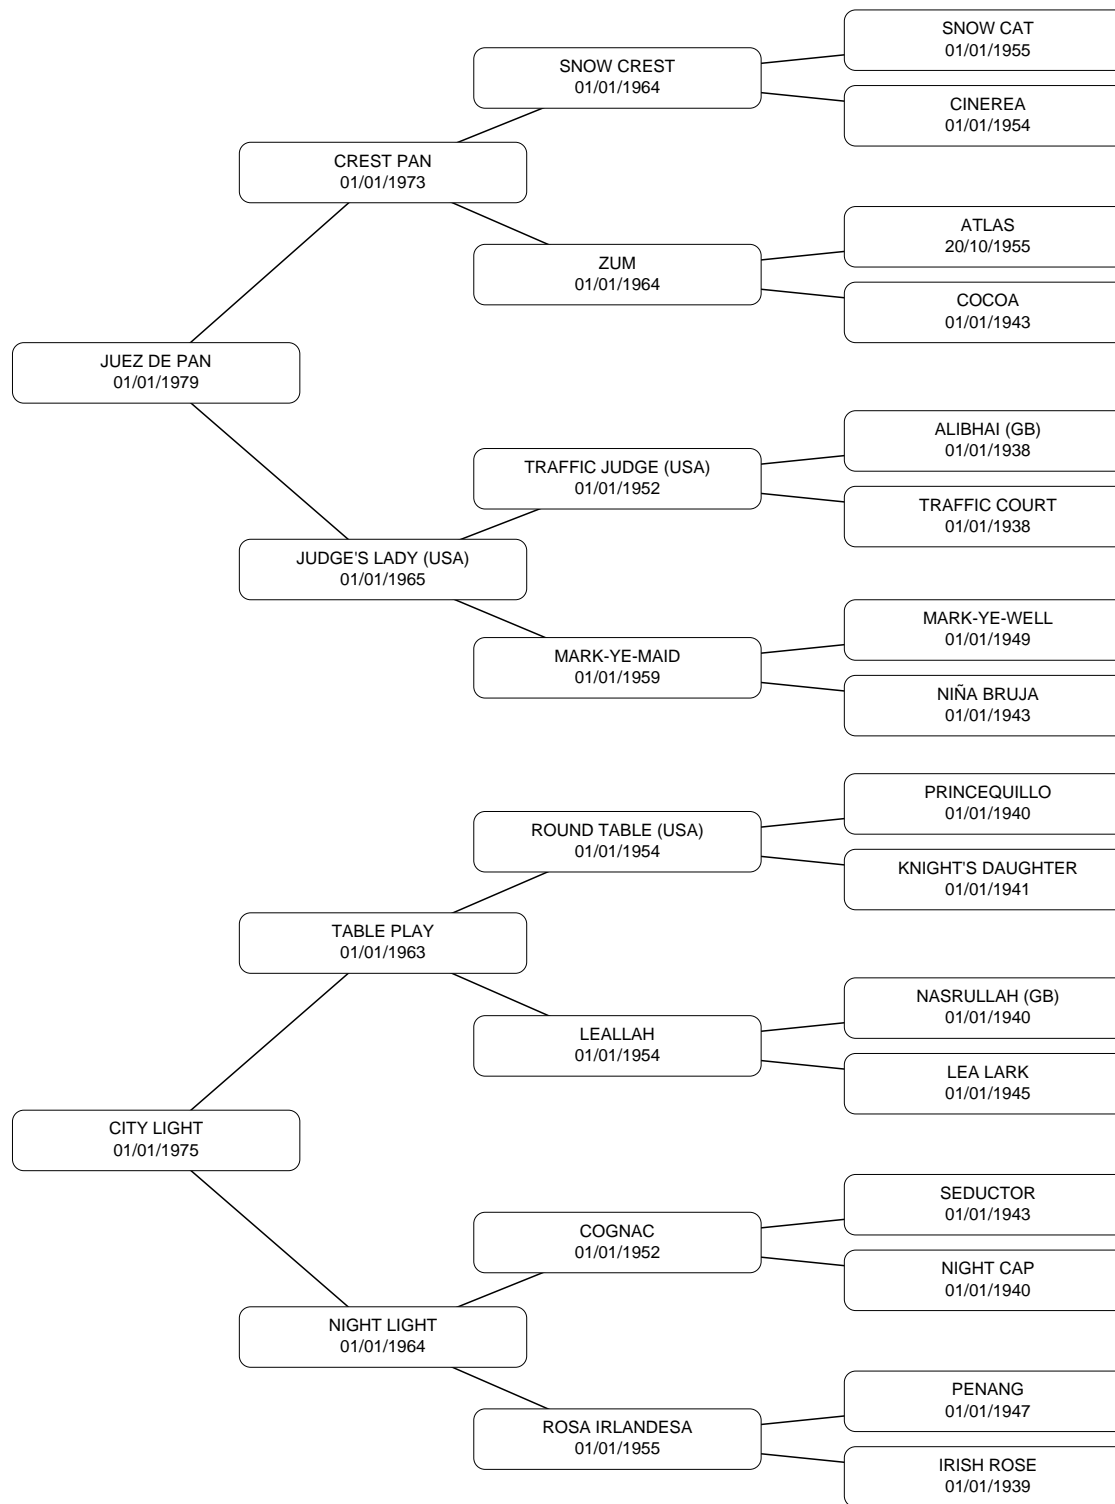 SNOW CAT
01/01/1955
SNOW CREST
01/01/1964
CINEREA
01/01/1954
CREST PAN
01/01/1973
ATLAS
20/10/1955
ZUM
01/01/1964
COCOA
01/01/1943
JUEZ DE PAN
01/01/1979
ALIBHAI (GB)
01/01/1938
TRAFFIC JUDGE (USA)
01/01/1952
TRAFFIC COURT
01/01/1938
JUDGE'S LADY (USA)
01/01/1965
MARK-YE-WELL
01/01/1949
MARK-YE-MAID
01/01/1959
NIÑA BRUJA
01/01/1943
PRINCEQUILLO
01/01/1940
ROUND TABLE (USA)
01/01/1954
KNIGHT'S DAUGHTER
01/01/1941
TABLE PLAY
01/01/1963
NASRULLAH (GB)
01/01/1940
LEALLAH
01/01/1954
LEA LARK
01/01/1945
CITY LIGHT
01/01/1975
SEDUCTOR
01/01/1943
COGNAC
01/01/1952
NIGHT CAP
01/01/1940
NIGHT LIGHT
01/01/1964
PENANG
01/01/1947
ROSA IRLANDESA
01/01/1955
IRISH ROSE
01/01/1939